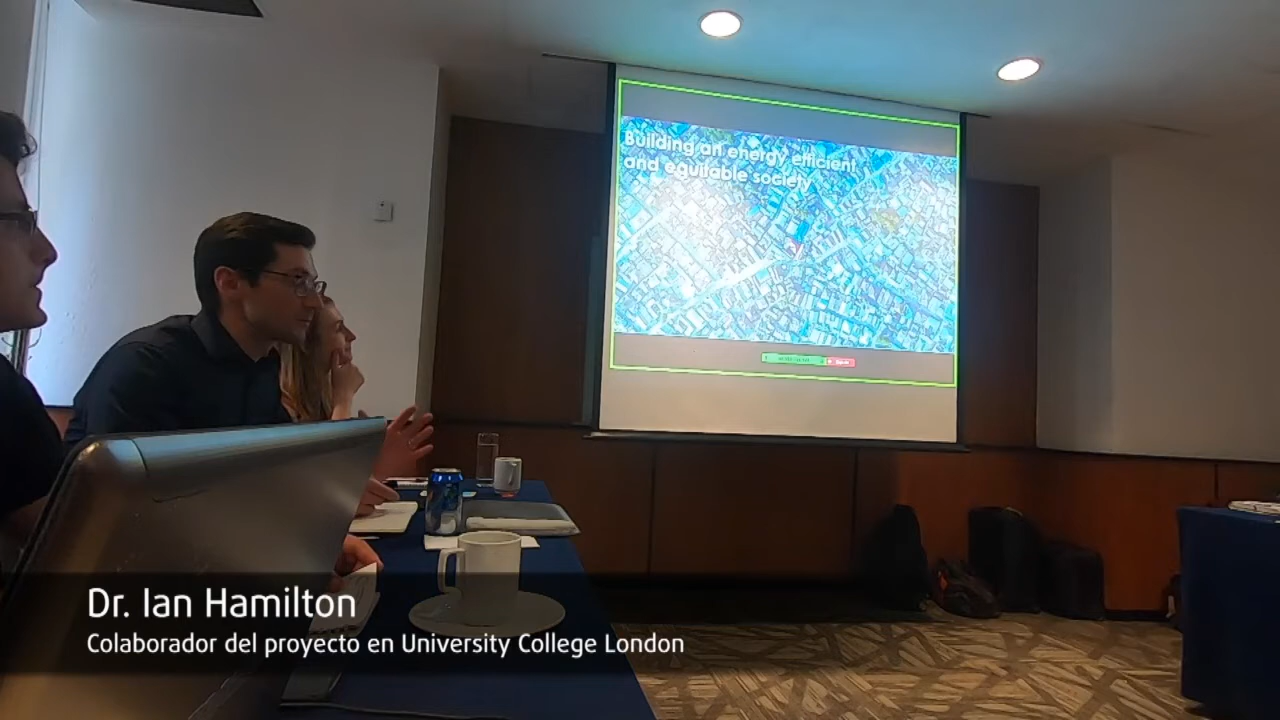 Building an energy efficient
and equitable society
Dr. Ian Hamilton
Colaborador del proyecto en University College London